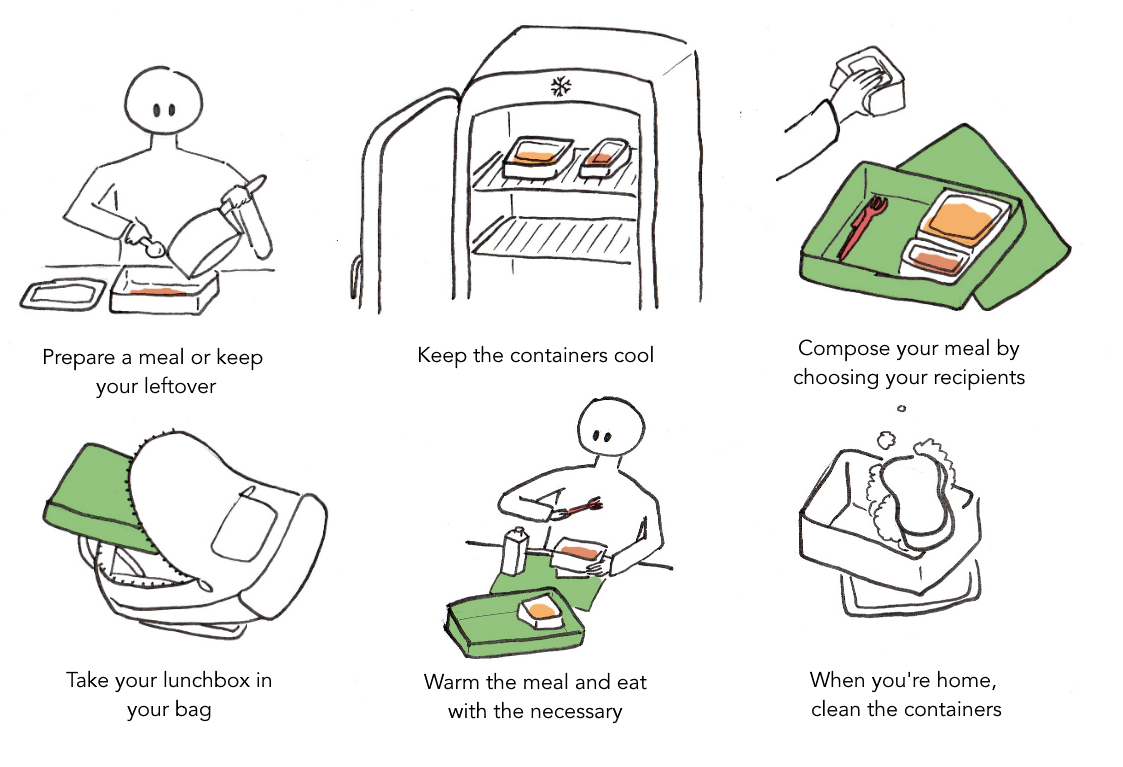 Prepare a meal or keep
your leftover
Keep the containers cool
Compose your meal by
choosing your recipients
Take your lunchbox in
your bag
Warm the meal and eat
with the necessary
When you're home,
clean the containers